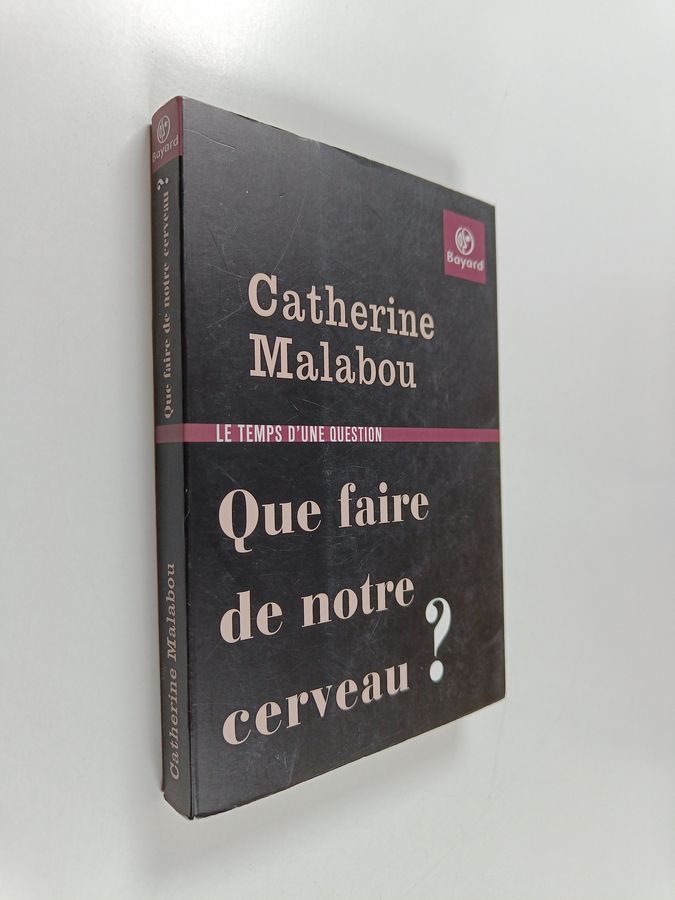 Bayard
Que faire de notre cerveau ?
Catherine Malabou
Bayard
Catherine
Malabou
LE TEMPS D'UNE QUESTION
Que faire
de notre
cerveau ?